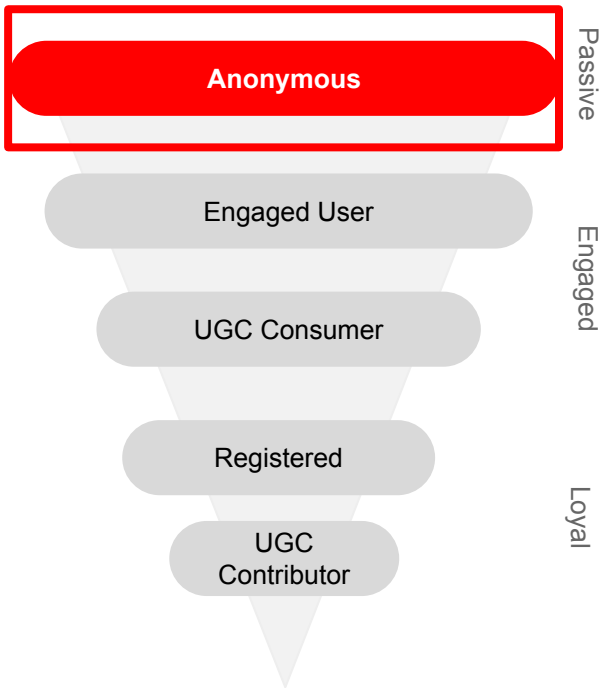 Anonymous
Passive
Engaged User
Engaged
UGC Consumer
Registered
Loyal
UGC
Contributor